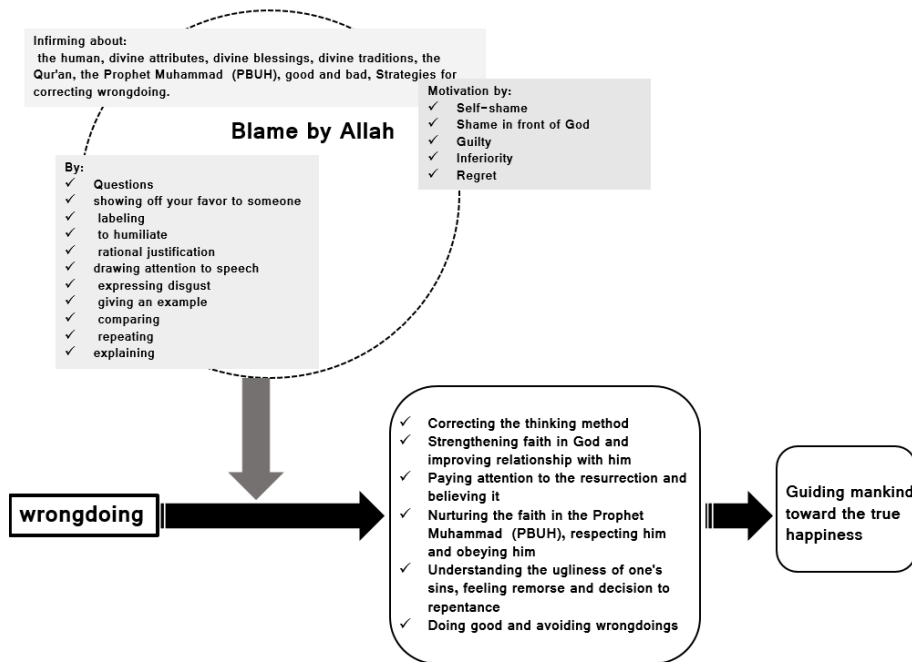 Infirming about:
the human, divine attributes, divine blessings, divine traditions, the
Qur'an, the Prophet Muhammad (PBUH), good and bad, Strategies for
correcting wrongdoing.
Motivation by:
✓ Self-shame
✓ Shame in front of God
✓ Guilty
✓ Inferiority
✓ Regret
Blame by Allah
By:
✓ Questions
✓ showing off your favor to someone
✓ labeling
✓ to humiliate
✓ rational justification
✓ drawing attention to speech
✓ expressing disgust
✓ giving an example
✓ comparing
✓ repeating
✓ explaining
wrongdoing
✓ Correcting the thinking method
✓ Strengthening faith in God and
improving relationship with him
✓ Paying attention to the resurrection and
believing it
✓ Nurturing the faith in the Prophet
Muhammad (PBUH), respecting him
and obeying him
✓ Understanding the ugliness of one's
sins, feeling remorse and decision to
repentance
✓ Doing good and avoiding wrongdoings
Guiding mankind
toward the true
happiness